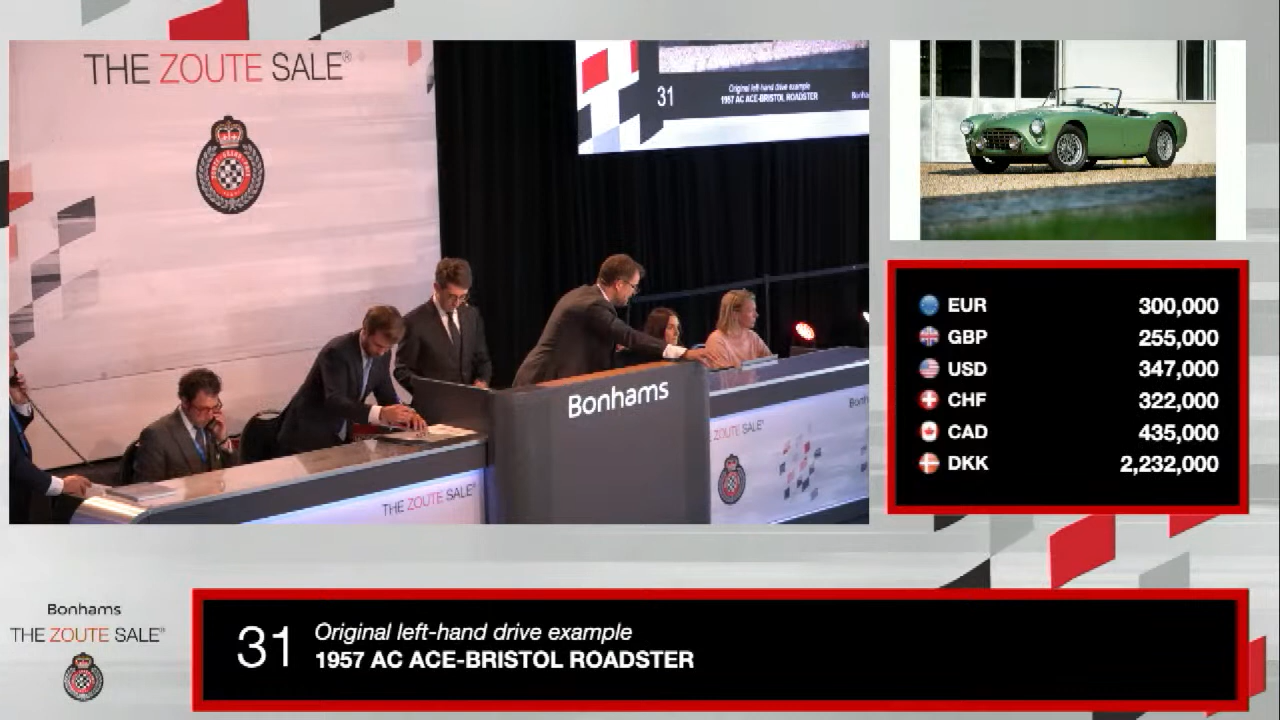 THE ZOUTE SALE®
31
Original left-hand drive example
1957 AC ACE-BRISTOL ROADSTER
Bonh
EUR 300,000
GBP 255,000
USD 347,000
CHF 322,000
CAD 435,000
DKK 2,232,000
Bonhams
THE ZOUTE SALE®
ZOUTE SALE®
Bonh
Bonhams
THE ZOUTE SALE®
31
Original left-hand drive example
1957 AC ACE-BRISTOL ROADSTER